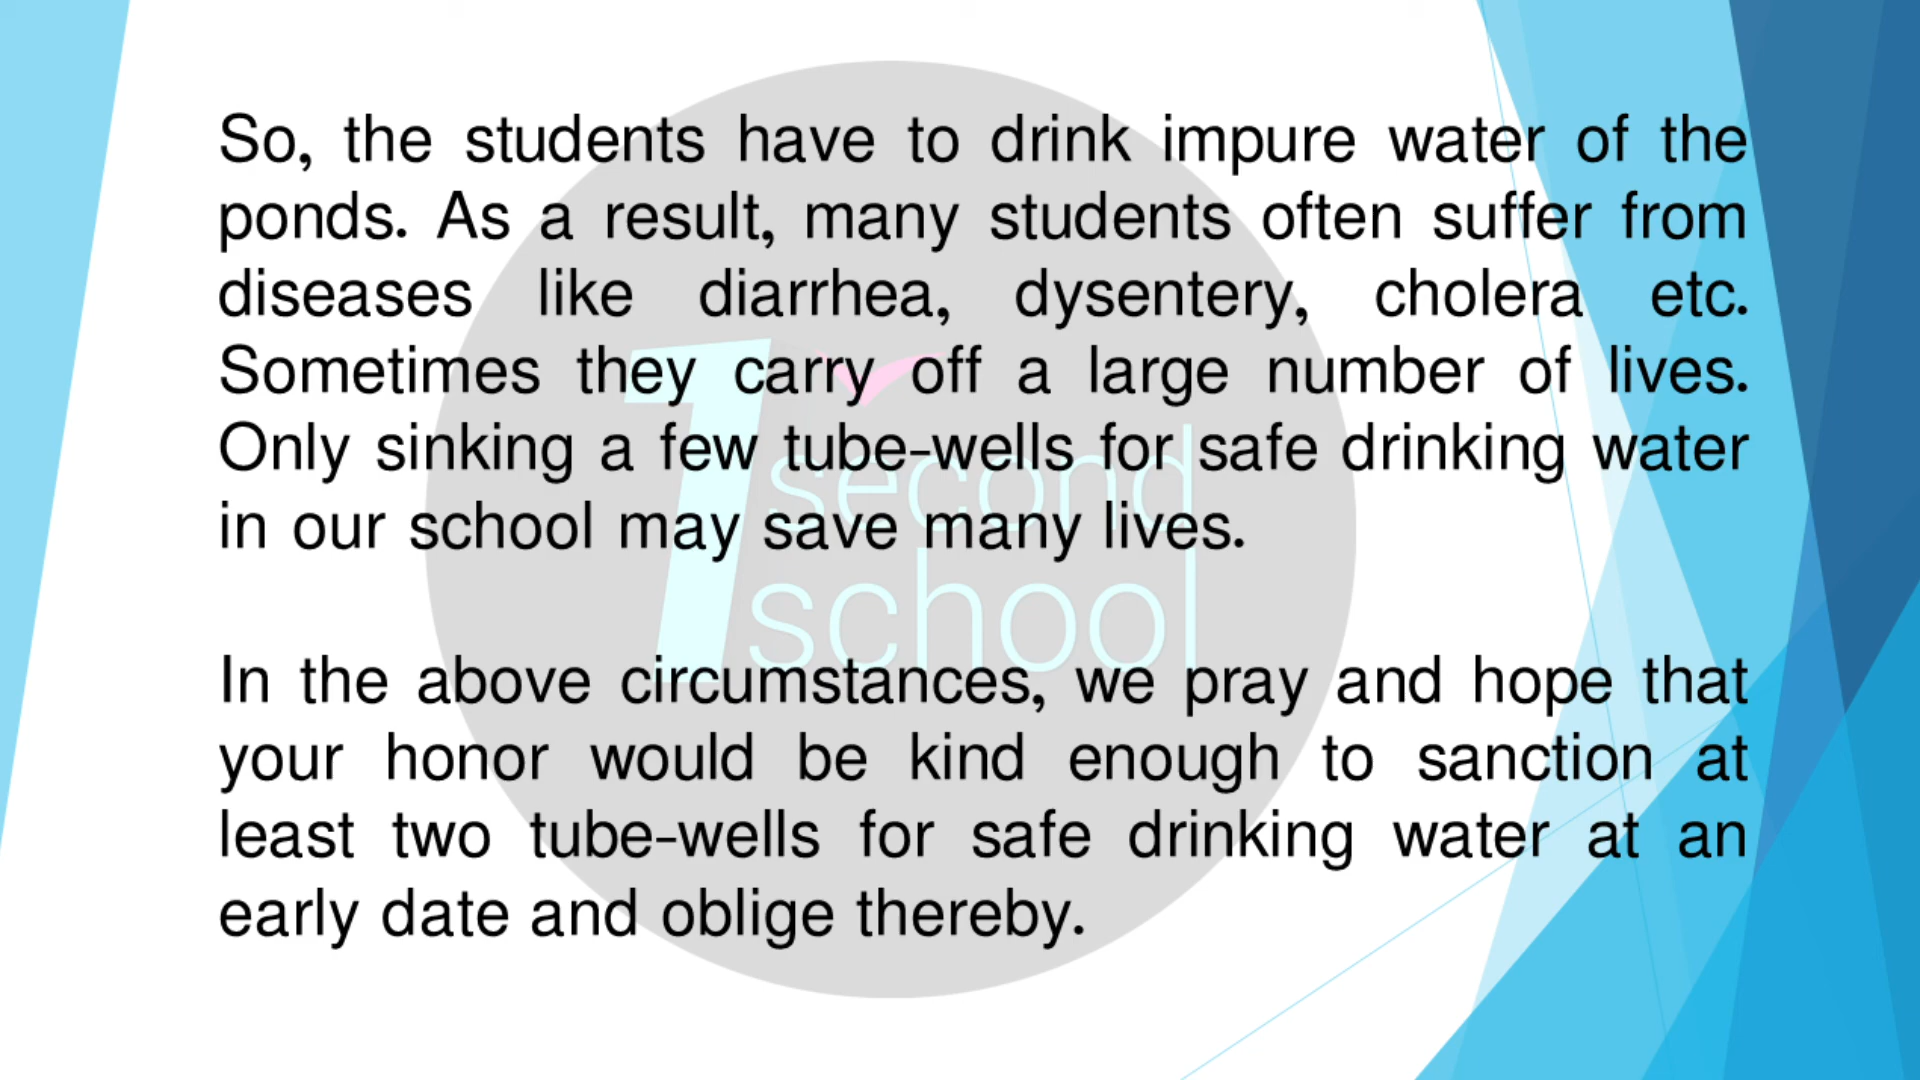 So, the students have to drink impure water of the
ponds. As a result, many students often suffer from
diseases like diarrhea, dysentery, cholera etc.
Sometimes they carry off a large number of lives.
Only sinking a few tube-wells for safe drinking water
in our school may save many lives.
In the above circumstances, we pray and hope that
your honor would be kind enough to sanction at
least two tube-wells for safe drinking water at an
early date and oblige thereby.
1 second
school